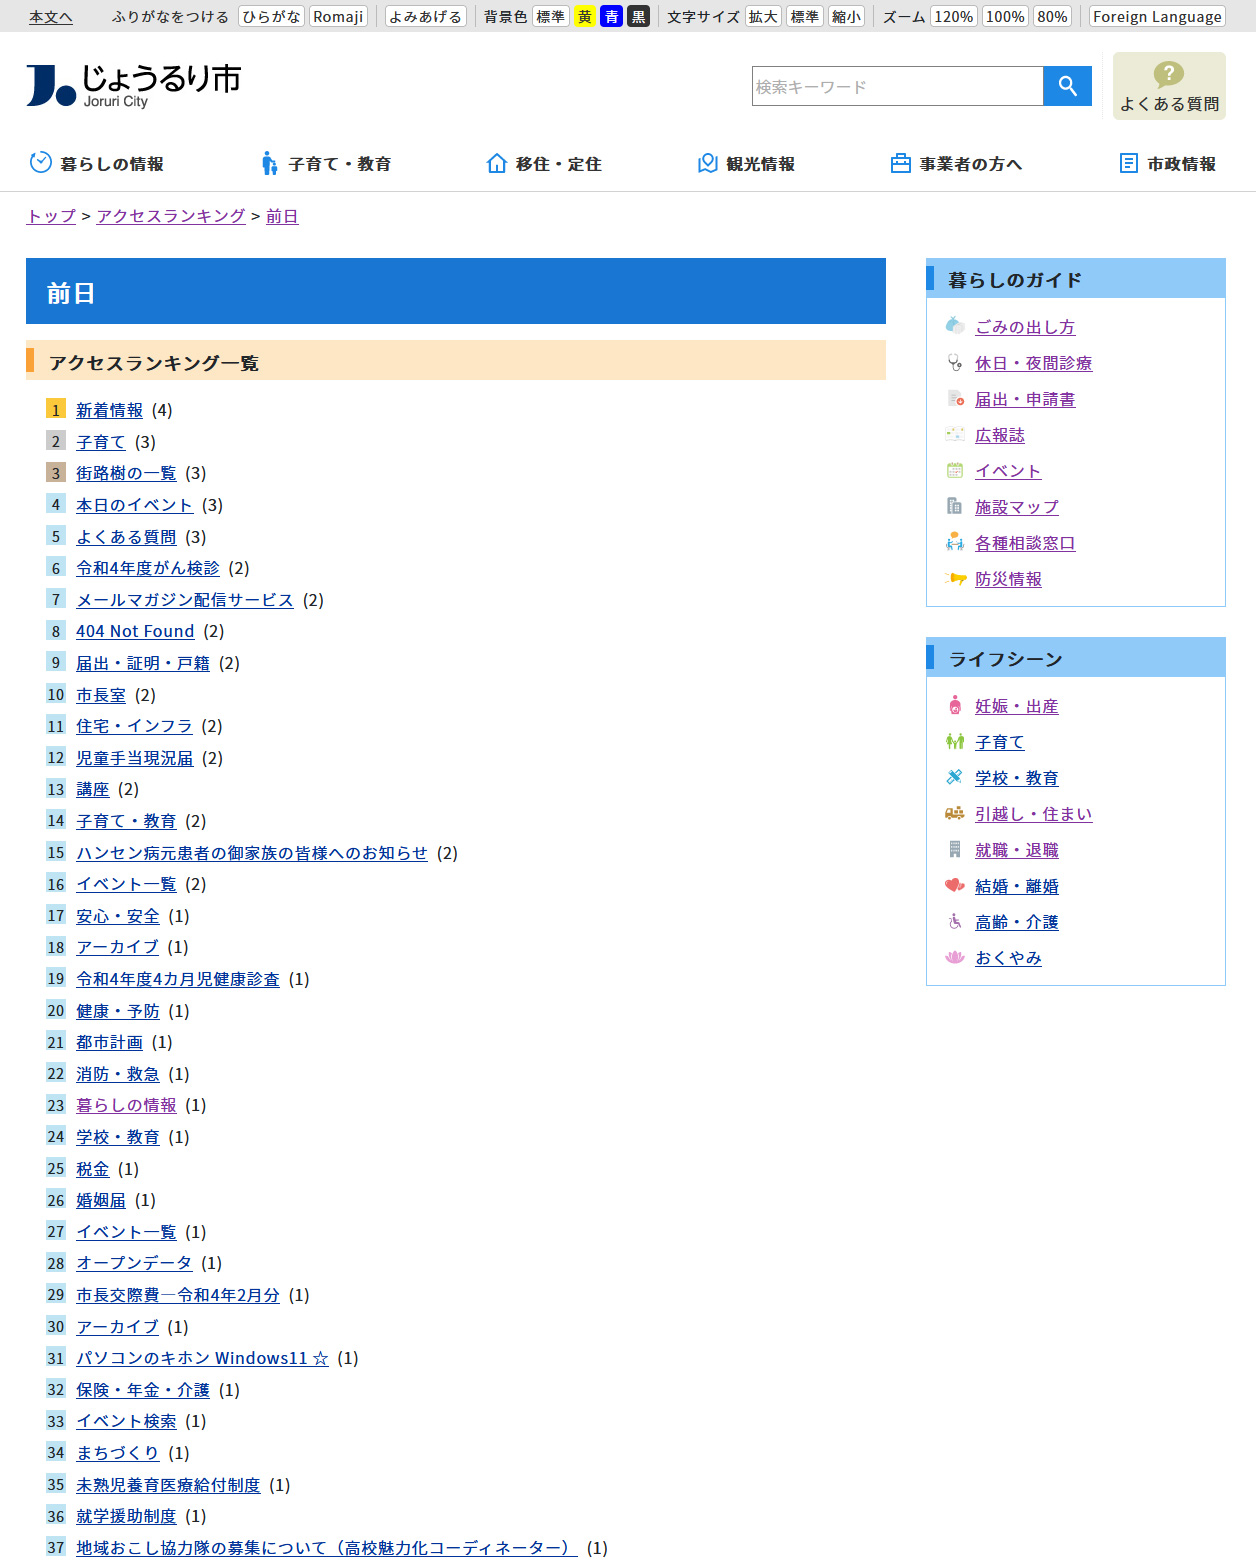 本文へ ふりがなをつける ひらがな Romaji よみあげる 背景色 標準 黄 青 黒 文字サイズ 拡大 標準 縮小 ズーム 120% 100% 80% Foreign Language
じょうるり市
Joruri City
検索キーワード
?
よくある質問
暮らしの情報 子育て・教育 移住・定住 観光情報 事業者の方へ 市政情報
トップ > アクセスランキング > 前日
前日
アクセスランキング一覧
1 新着情報 (4)
2 子育て (3)
3 街路樹の一覧 (3)
4 本日のイベント (3)
5 よくある質問 (3)
6 令和4年度がん検診 (2)
7 メールマガジン配信サービス (2)
8 404 Not Found (2)
9 届出・証明・戸籍 (2)
10 市長室 (2)
11 住宅・インフラ (2)
12 児童手当現況届 (2)
13 講座 (2)
14 子育て・教育 (2)
15 ハンセン病元患者の御家族の皆様へのお知らせ (2)
16 イベント一覧 (2)
17 安心・安全 (1)
18 アーカイブ (1)
19 令和4年度4カ月児健康診査 (1)
20 健康・予防 (1)
21 都市計画 (1)
22 消防・救急 (1)
23 暮らしの情報 (1)
24 学校・教育 (1)
25 税金 (1)
26 婚姻届 (1)
27 イベント一覧 (1)
28 オープンデータ (1)
29 市長交際費―令和4年2月分 (1)
30 アーカイブ (1)
31 パソコンのキホン Windows11 ☆ (1)
32 保険・年金・介護 (1)
33 イベント検索 (1)
34 まちづくり (1)
35 未熟児養育医療給付制度 (1)
36 就学援助制度 (1)
37 地域おこし協力隊の募集について（高校魅力化コーディネーター） (1)
暮らしのガイド
ごみの出し方
休日・夜間診療
届出・申請書
広報誌
イベント
施設マップ
各種相談窓口
防災情報
ライフシーン
妊娠・出産
子育て
学校・教育
引越し・住まい
就職・退職
結婚・離婚
高齢・介護
おくやみ